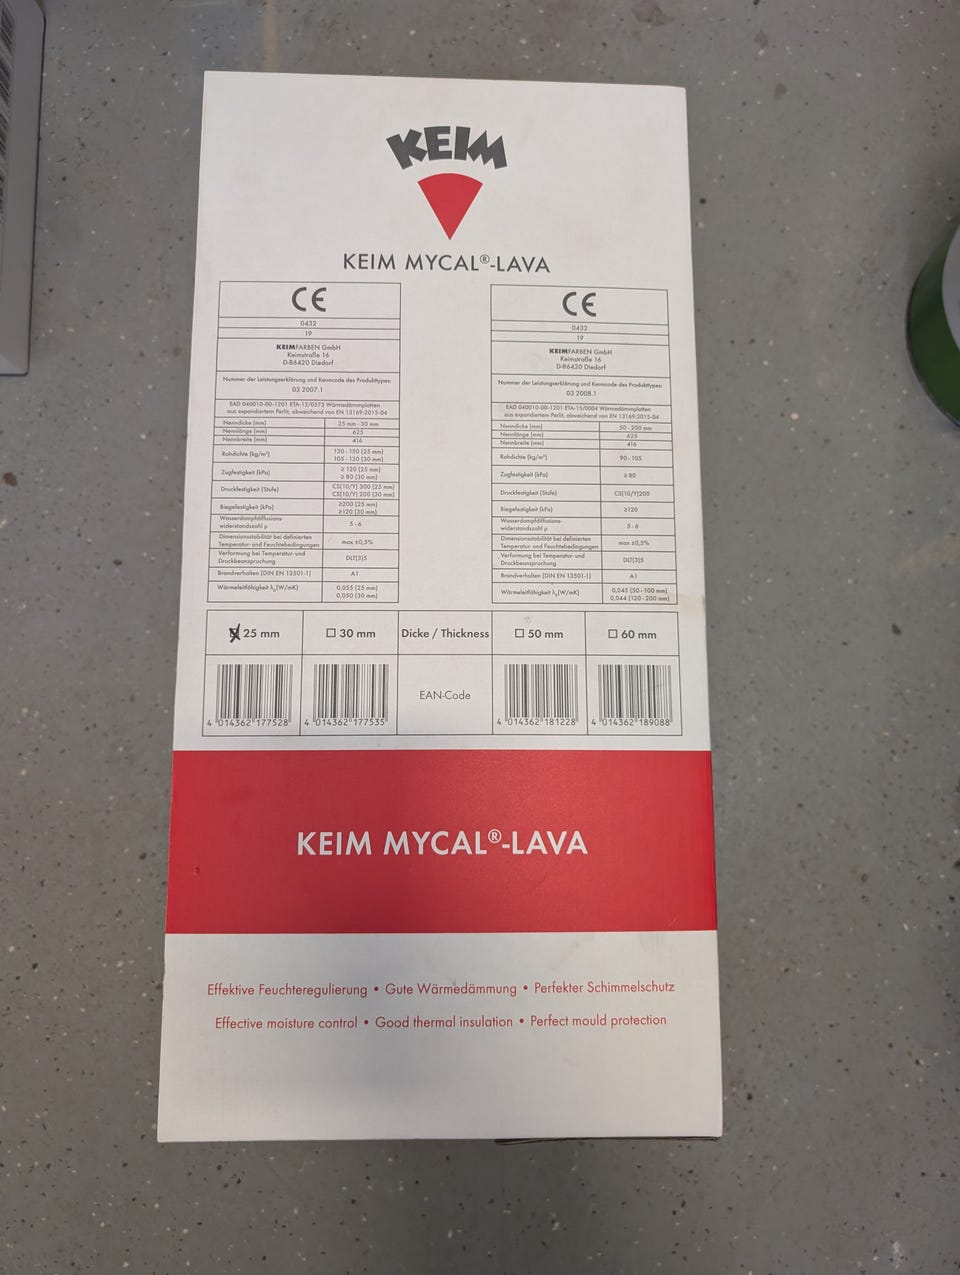 KEIM
KEIM MYCAL®-LAVA
CE
0432
19
KEIMFARBEN GmbH
Keimstraße 16
D-86420 Diedorf
Nummer der Leistungserklärung und Kenncode des Produkttypes:
03 2007.1
EAD 040010-00-1201 ETA-12/0373 Wärmedämmplatten
aus expandiertem Perlit, abweichend von EN 13169:2015-04
Nenndicke (mm) 25 mm - 30 mm
Nennlänge (mm) 625
Nennbreite (mm) 416
Rohdichte (kg/m³) 130 - 150 (25 mm)
105 - 120 (30 mm)
Zugfestigkeit (kPa) ≥ 120 (25 mm)
≥ 80 (30 mm)
Druckfestigkeit (Stufe) CS(10/Y) 300 (25 mm)
CS(10/Y) 200 (30 mm)
Biegefestigkeit (kPa) ≥200 (25 mm)
≥120 (30 mm)
Wasserdampfdiffusions-
widerstandszahl µ 5 - 6
Dimensionsstabilität bei definierten
Temperatur- und Feuchtebedingungen max ±0,5%
Verformung bei Temperatur- und
Druckbeanspruchung DLT(3)5
Brandverhalten (DIN EN 13501-1) A1
Wärmeleitfähigkeit λ (W/mK) 0,055 (25 mm)
0,050 (30 mm)
CE
0432
19
KEIMFARBEN GmbH
Keimstraße 16
D-86420 Diedorf
Nummer der Leistungserklärung und Kenncode des Produkttypes:
03 2008.1
EAD 040010-00-1201 ETA-15/0004 Wärmedämmplatten
aus expandiertem Perlit, abweichend von EN 13169:2015-04
Nenndicke (mm) 50 - 200 mm
Nennlänge (mm) 625
Nennbreite (mm) 416
Rohdichte (kg/m³) 90 - 105
Zugfestigkeit (kPa) ≥ 80
Druckfestigkeit (Stufe) CS(10/Y)200
Biegefestigkeit (kPa) ≥120
Wasserdampfdiffusions-
widerstandszahl µ 5 - 6
Dimensionsstabilität bei definierten
Temperatur- und Feuchtebedingungen max ±0,5%
Verformung bei Temperatur- und
Druckbeanspruchung DLT(3)5
Brandverhalten (DIN EN 13501-1) A1
Wärmeleitfähigkeit λ (W/mK) 0,045 (50 - 100 mm)
0,044 (120 - 200 mm)
25 mm 30 mm Dicke / Thickness 50 mm 60 mm
EAN-Code
4 014362 177528 4 014362 177535 4 014362 181228 4 014362 189088
KEIM MYCAL®-LAVA
Effektive Feuchteregulierung • Gute Wärmedämmung • Perfekter Schimmelschutz
Effective moisture control • Good thermal insulation • Perfect mould protection